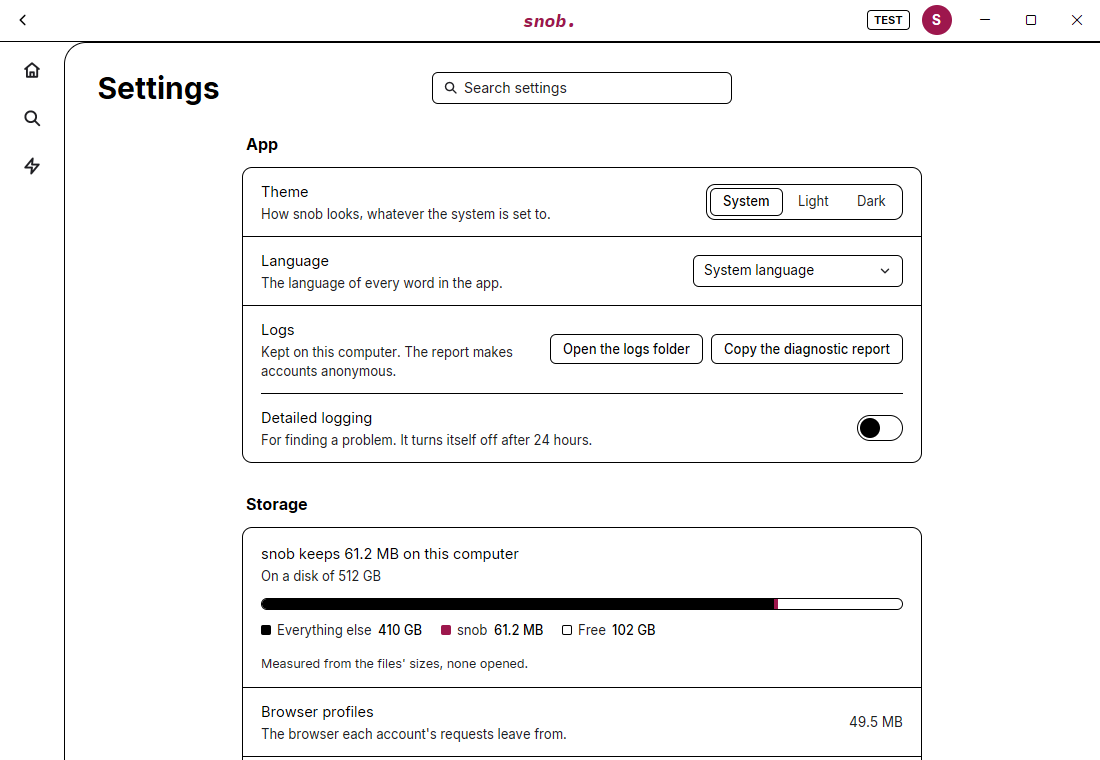 snob.
TEST
S
Settings
Search settings
App
Theme
How snob looks, whatever the system is set to.
System
Light
Dark
Language
The language of every word in the app.
System language
Logs
Kept on this computer. The report makes
accounts anonymous.
Open the logs folder
Copy the diagnostic report
Detailed logging
For finding a problem. It turns itself off after 24 hours.
Storage
snob keeps 61.2 MB on this computer
On a disk of 512 GB
Everything else 410 GB
snob 61.2 MB
Free 102 GB
Measured from the files' sizes, none opened.
Browser profiles
The browser each account's requests leave from.
49.5 MB